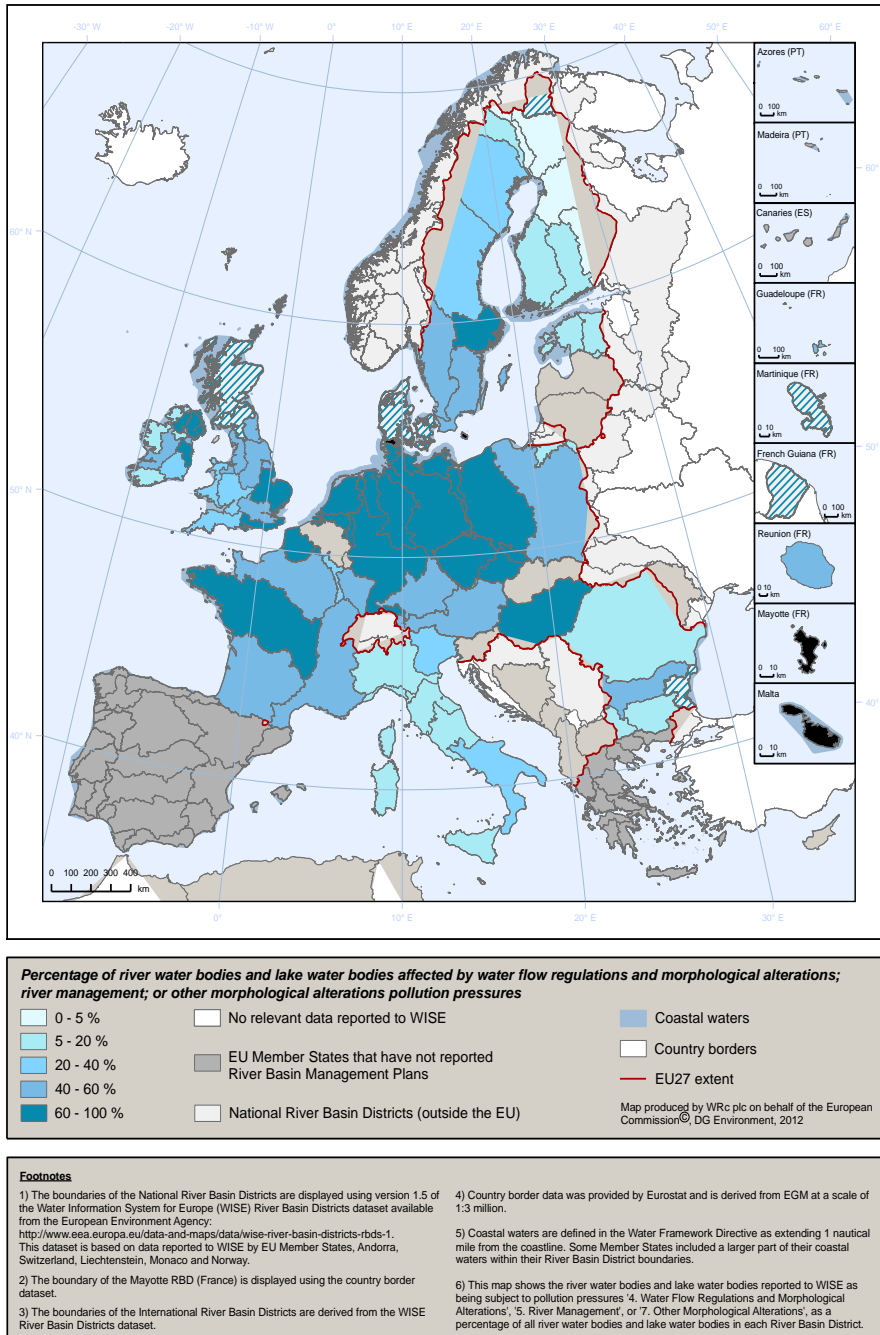 -30° W
-20° W
-10° W
0°
10° E
20° E
30° E
40° E
50° E
60° E
60° N
50° N
40° N
60°
50°
40°
0°
10° E
20° E
30° E
0 100 200 300 400
km
Azores (PT)
0 100
km
Madeira (PT)
0 100
km
Canaries (ES)
0 100
km
Guadeloupe (FR)
0 100
km
Martinique (FR)
0 10
km
French Guiana (FR)
0 100
km
Reunion (FR)
0 10
km
Mayotte (FR)
0 10
km
Malta
0 10
km
Percentage of river water bodies and lake water bodies affected by water flow regulations and morphological alterations;
river management; or other morphological alterations pollution pressures
0 - 5 %
5 - 20 %
20 - 40 %
40 - 60 %
60 - 100 %
No relevant data reported to WISE
EU Member States that have not reported
River Basin Management Plans
National River Basin Districts (outside the EU)
Coastal waters
Country borders
EU27 extent
Map produced by WRc plc on behalf of the European
Commission©, DG Environment, 2012
Footnotes
1) The boundaries of the National River Basin Districts are displayed using version 1.5 of
the Water Information System for Europe (WISE) River Basin Districts dataset available
from the European Environment Agency:
http://www.eea.europa.eu/data-and-maps/data/wise-river-basin-districts-rbds-1.
This dataset is based on data reported to WISE by EU Member States, Andorra,
Switzerland, Liechtenstein, Monaco and Norway.
2) The boundary of the Mayotte RBD (France) is displayed using the country border
dataset.
3) The boundaries of the International River Basin Districts are derived from the WISE
River Basin Districts dataset.
4) Country border data was provided by Eurostat and is derived from EGM at a scale of
1:3 million.
5) Coastal waters are defined in the Water Framework Directive as extending 1 nautical
mile from the coastline. Some Member States included a larger part of their coastal
waters within their River Basin District boundaries.
6) This map shows the river water bodies and lake water bodies reported to WISE as
being subject to pollution pressures '4. Water Flow Regulations and Morphological
Alterations', '5. River Management', or '7. Other Morphological Alterations', as a
percentage of all river water bodies and lake water bodies in each River Basin District.